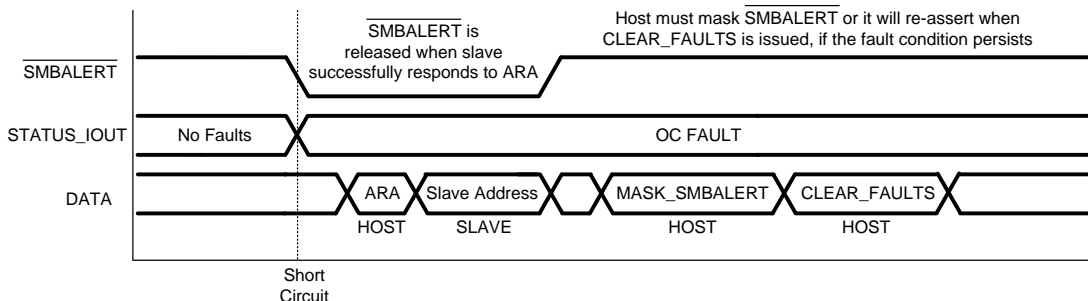 SMBALERT is
released when slave
successfully responds to ARA
Host must mask SMBALERT or it will re-assert when
CLEAR_FAULTS is issued, if the fault condition persists
SMBALERT
STATUS_IOUT
No Faults
OC FAULT
DATA
ARA
Slave Address
MASK_SMBALERT
CLEAR_FAULTS
HOST
SLAVE
HOST
HOST
Short
Circuit